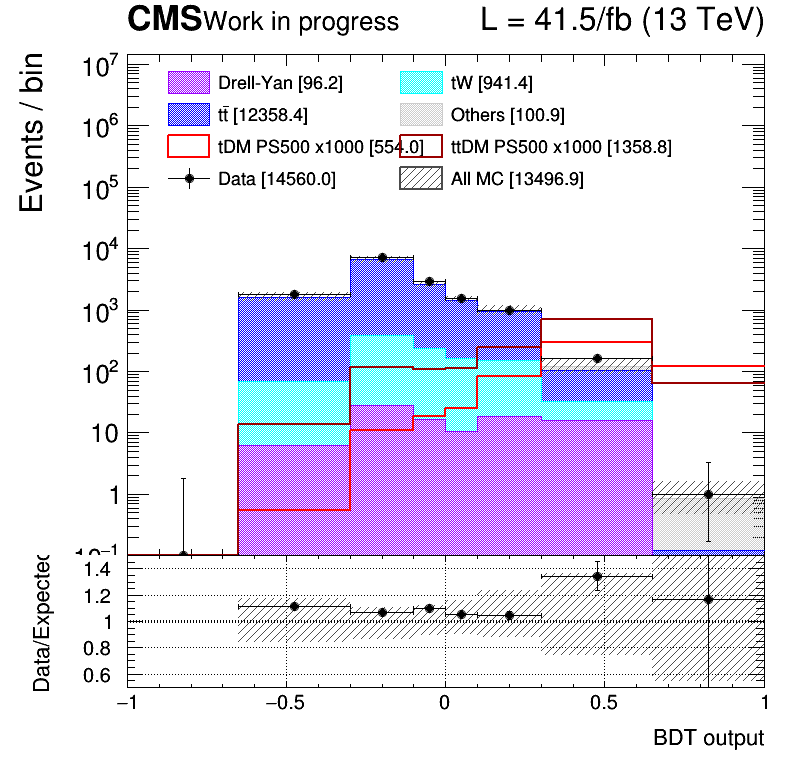 CMS Work in progress L = 41.5/fb (13 TeV)
Events / bin
10⁷
10⁶
10⁵
10⁴
10³
10²
10
1
10⁻¹
Drell-Yan [96.2] tW [941.4]
tt̄ [12358.4] Others [100.9]
tDM PS500 x1000 [554.0] ttDM PS500 x1000 [1358.8]
Data [14560.0] All MC [13496.9]
Data/Expected
1.4
1.2
1
0.8
0.6
−1 −0.5 0 0.5 1
BDT output